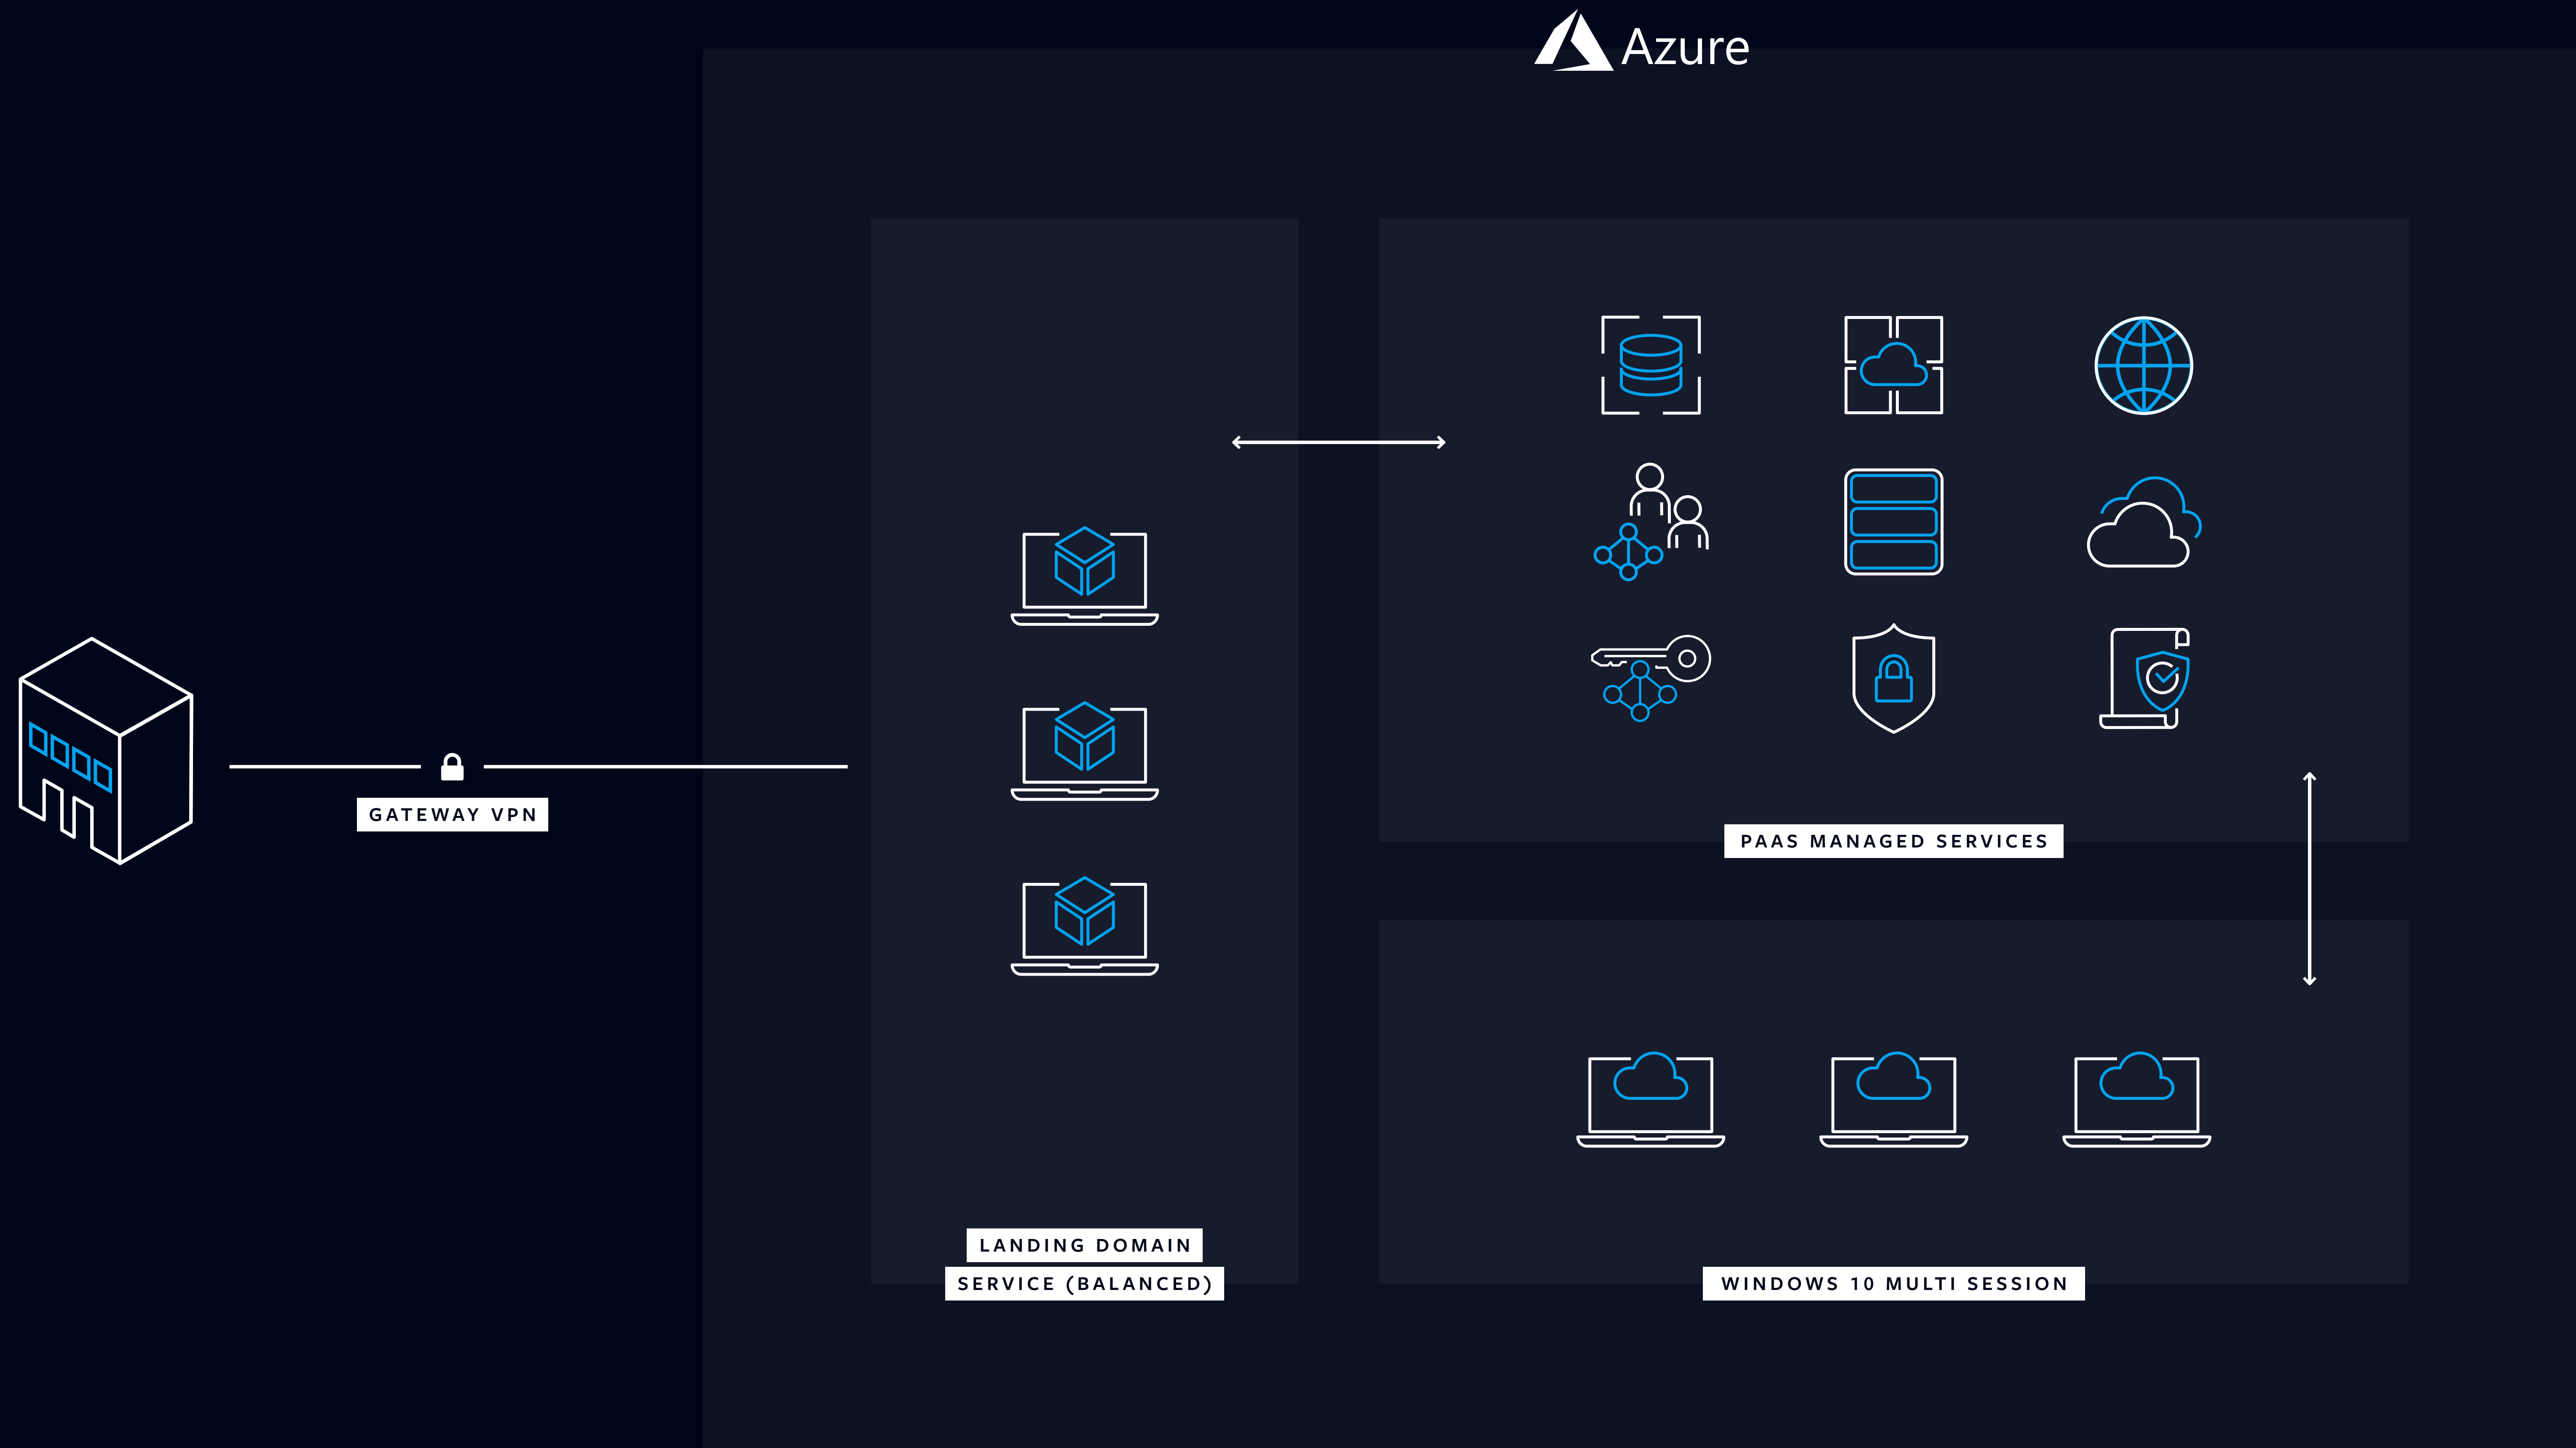 Azure
GATEWAY VPN
PAAS MANAGED SERVICES
LANDING DOMAIN
SERVICE (BALANCED)
WINDOWS 10 MULTI SESSION